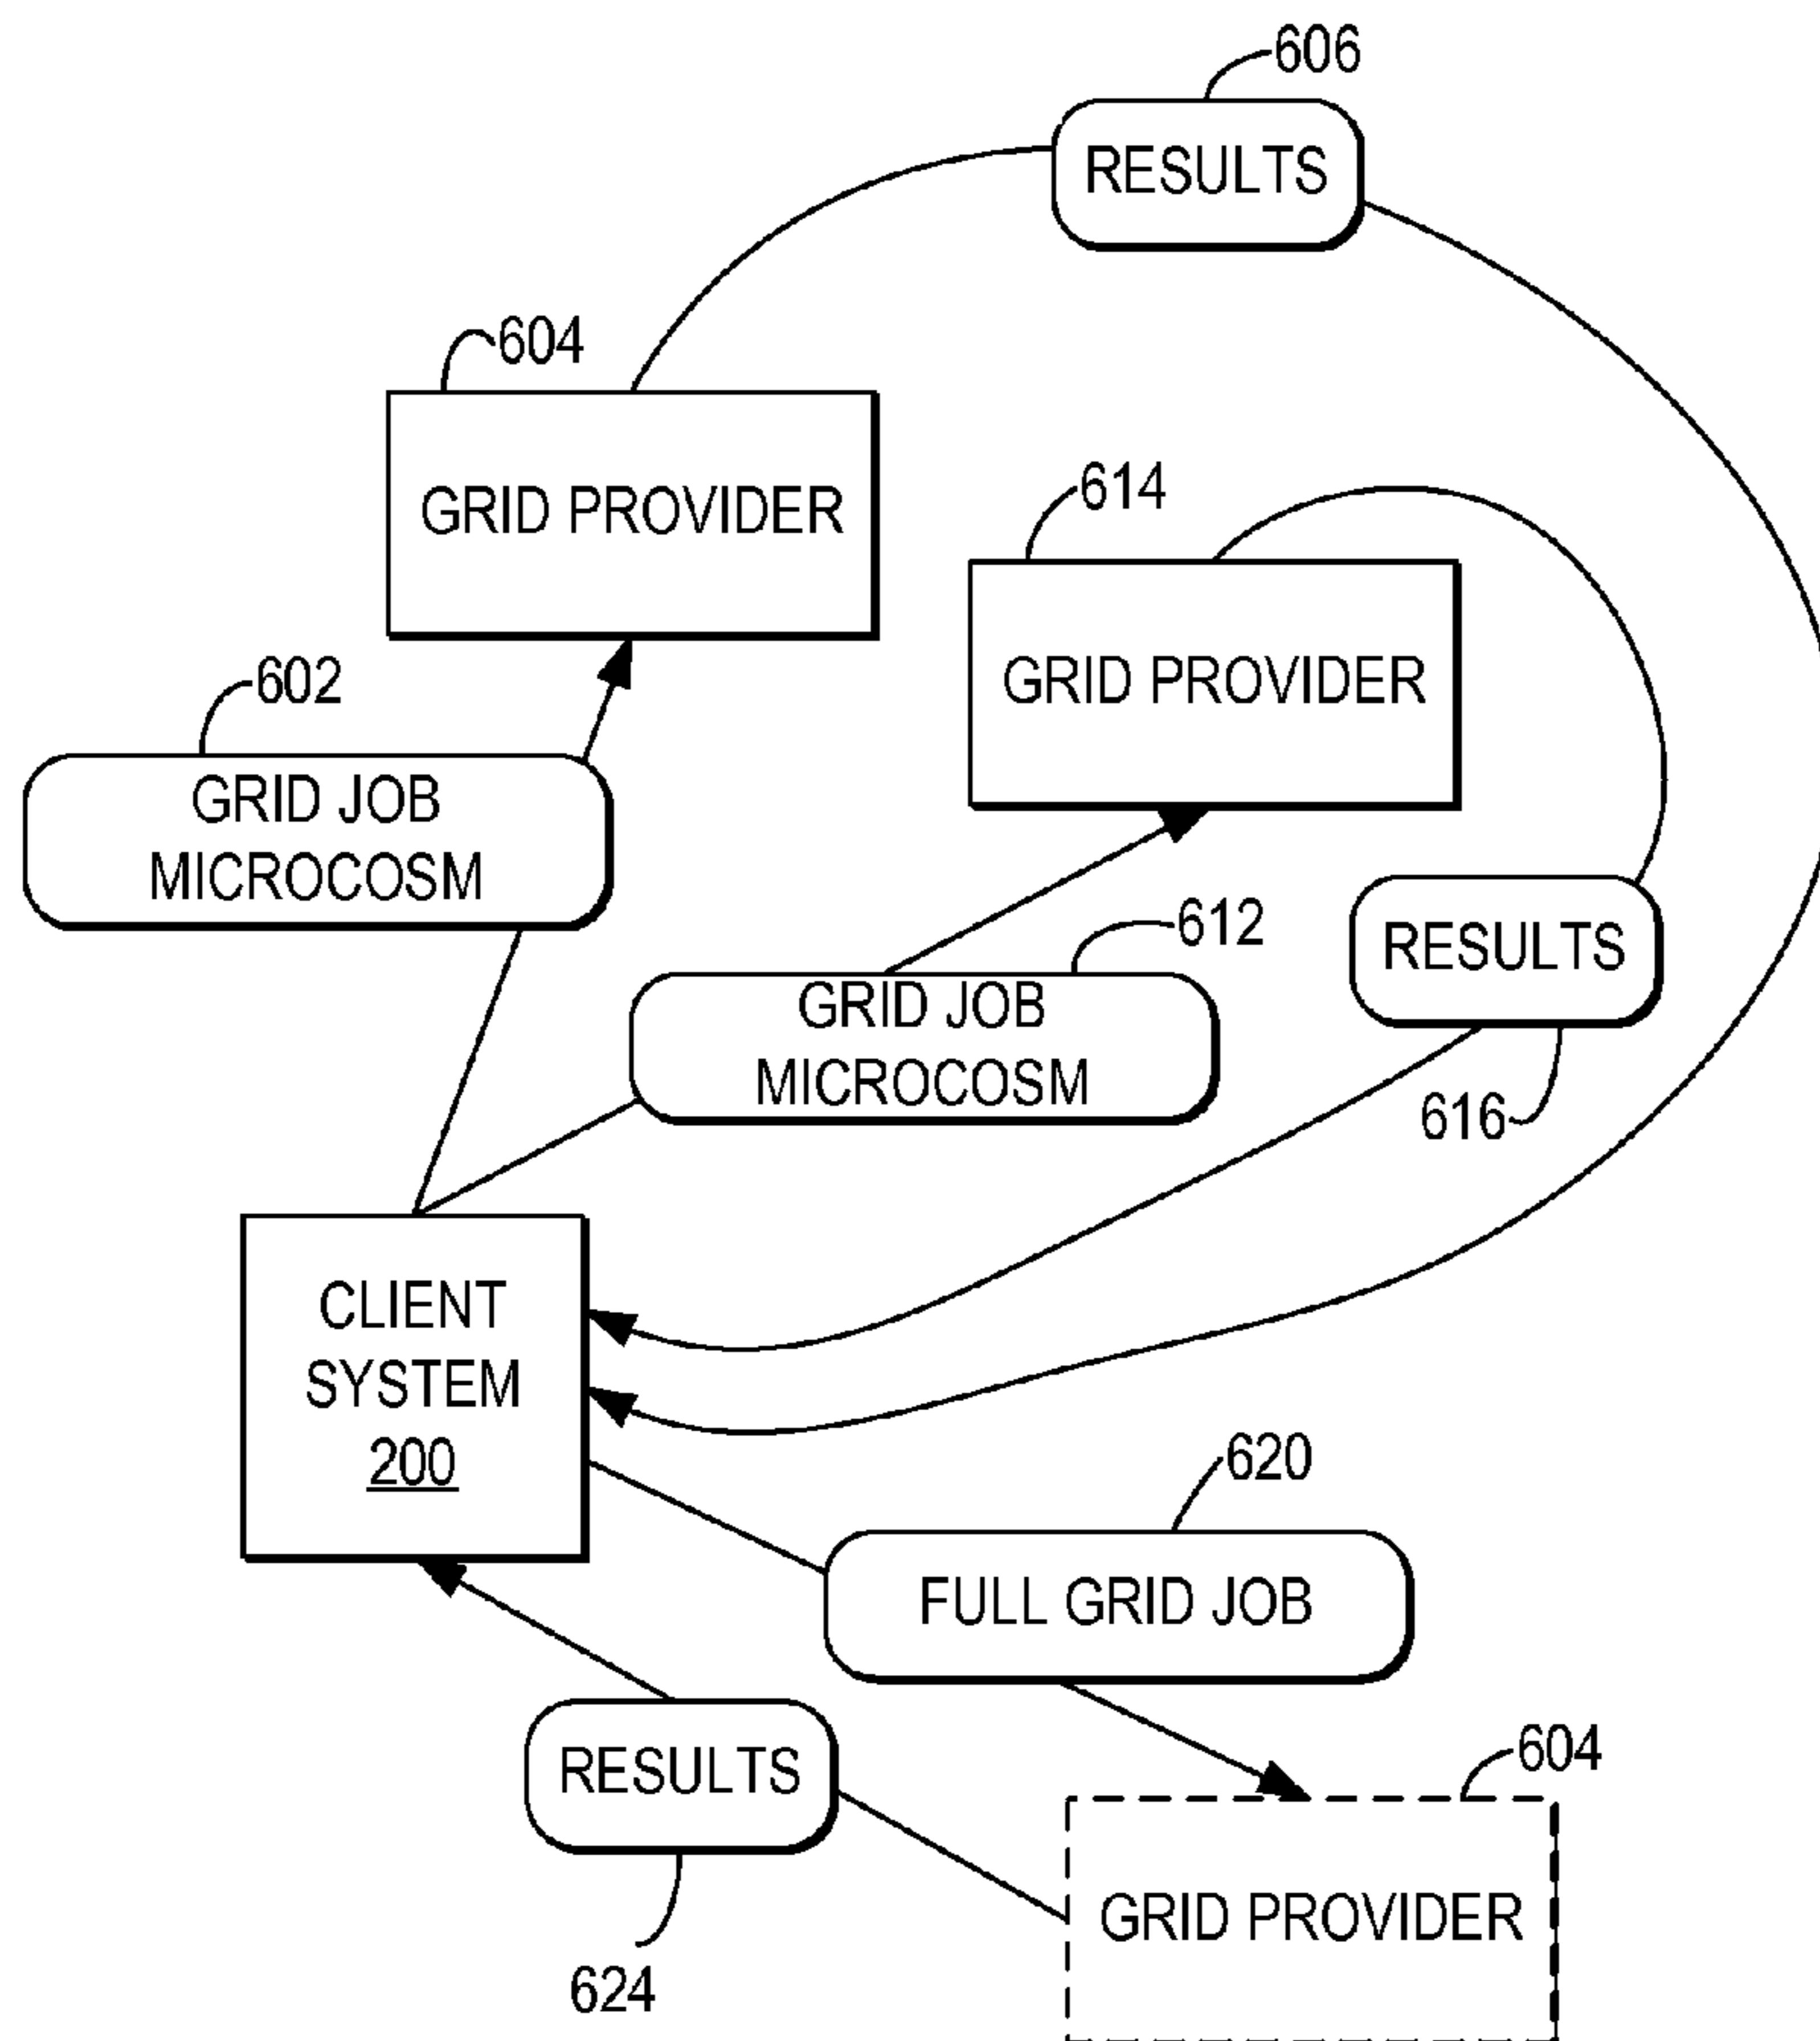 606
RESULTS
604
GRID PROVIDER
614
GRID PROVIDER
602
GRID JOB
MICROCOSM
612
GRID JOB
MICROCOSM
RESULTS
616
CLIENT
SYSTEM
200
620
FULL GRID JOB
RESULTS
624
604
GRID PROVIDER